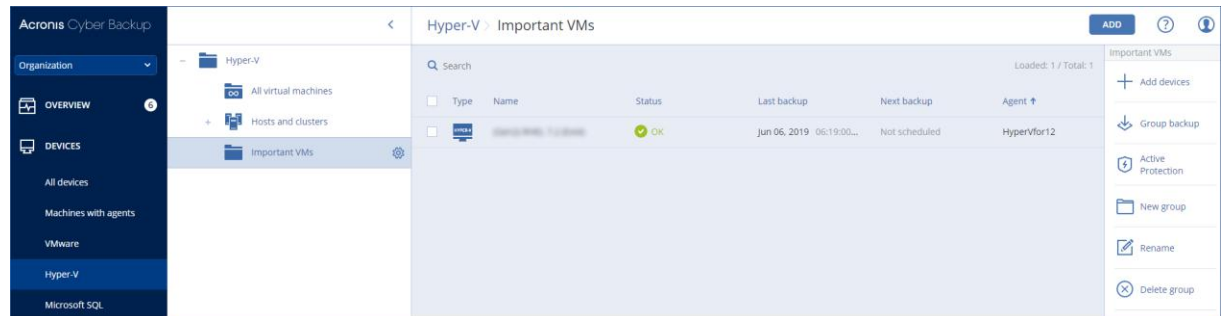 Acronis Cyber Backup
Organization
OVERVIEW 6
DEVICES
All devices
Machines with agents
VMware
Hyper-V
Microsoft SQL
Hyper-V
All virtual machines
Hosts and clusters
Important VMs
Hyper-V > Important VMs
ADD
Search
Loaded: 1 / Total: 1
Type Name Status Last backup Next backup Agent ↑
OK Jun 06, 2019 06:19:00... Not scheduled HyperVfor12
Important VMs
Add devices
Group backup
Active
Protection
New group
Rename
Delete group